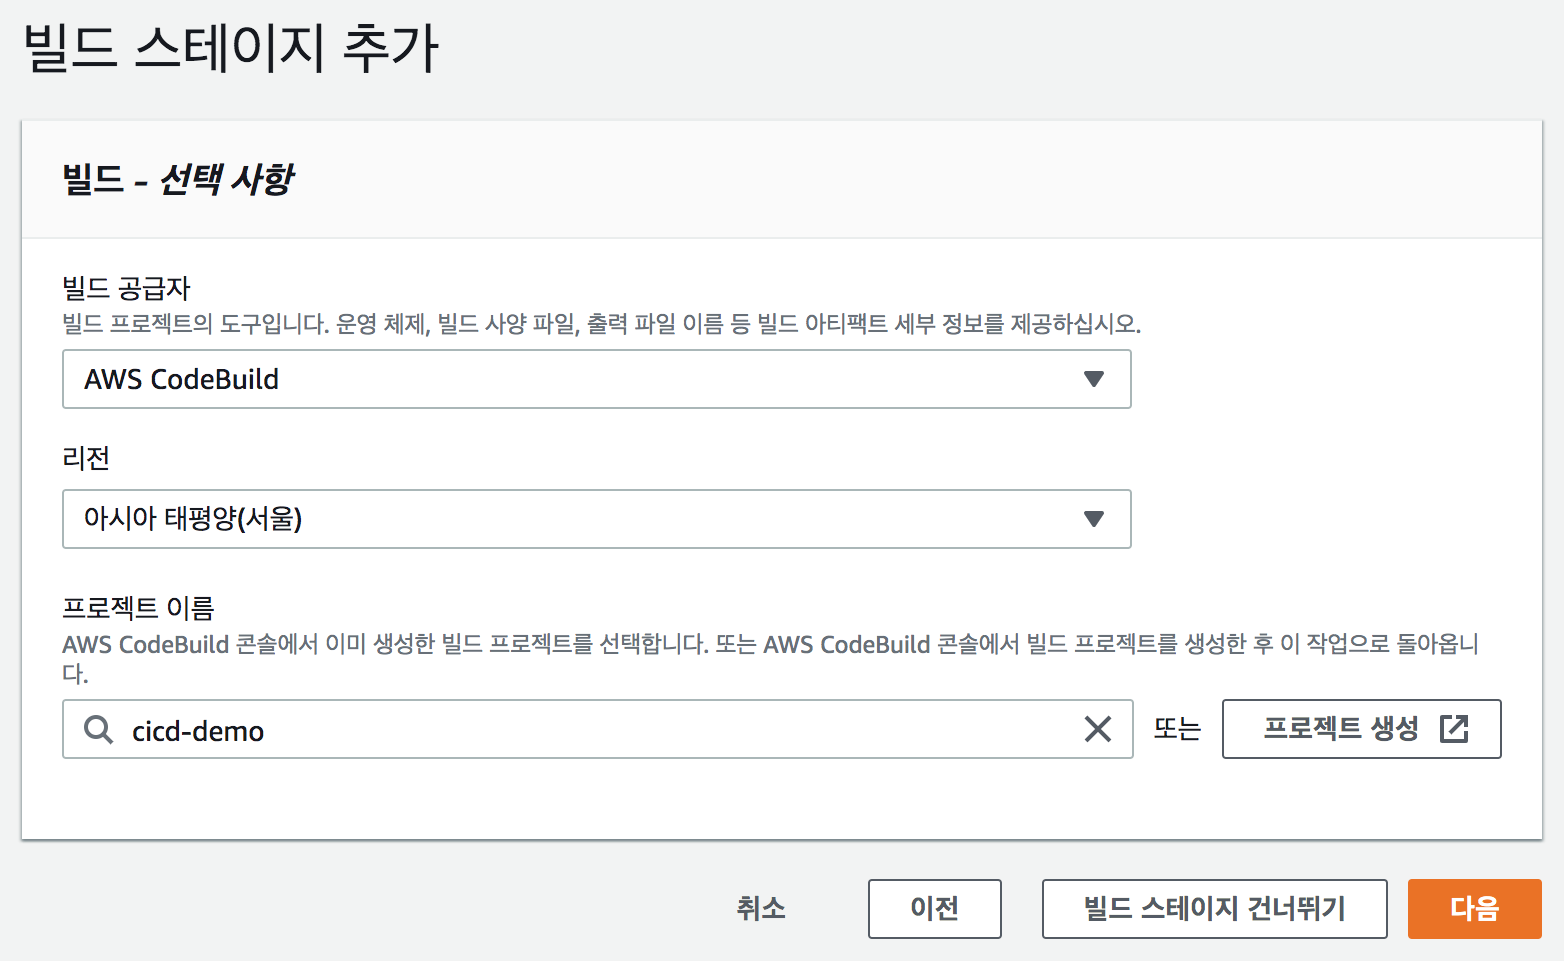 빌드 스테이지 추가
빌드 - 선택 사항
빌드 공급자
빌드 프로젝트의 도구입니다. 운영 체제, 빌드 사양 파일, 출력 파일 이름 등 빌드 아티팩트 세부 정보를 제공하십시오.
AWS CodeBuild
리전
아시아 태평양(서울)
프로젝트 이름
AWS CodeBuild 콘솔에서 이미 생성한 빌드 프로젝트를 선택합니다. 또는 AWS CodeBuild 콘솔에서 빌드 프로젝트를 생성한 후 이 작업으로 돌아옵니
다.
cicd-demo 또는 프로젝트 생성
취소 이전 빌드 스테이지 건너뛰기 다음